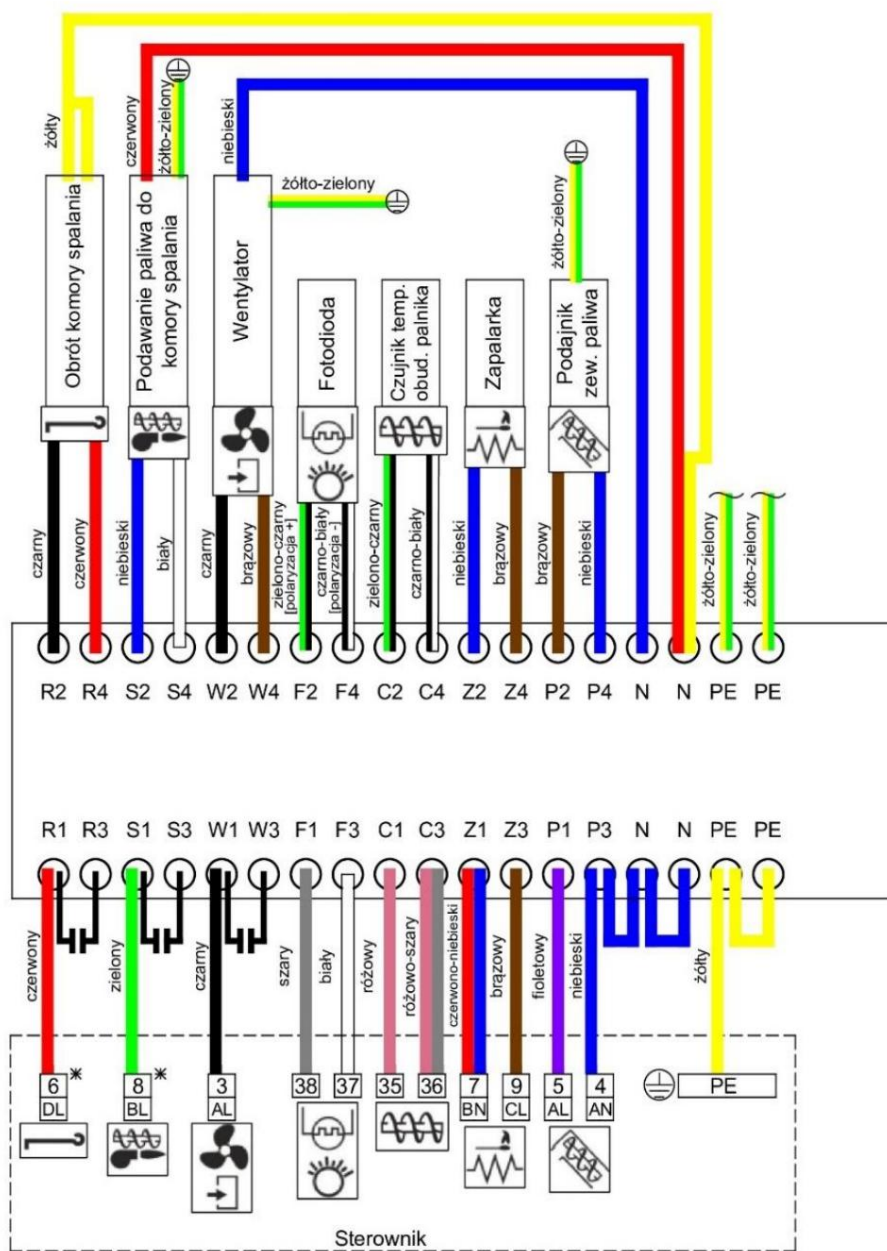 żółty
czerwony
żółto-zielony
niebieski
żółto-zielony
żółto-zielony
Obrót komory spalania
Podawanie paliwa do
komory spalania
Wentylator
Fotodioda
Czujnik temp.
obud. palnika
Zapalarka
Podajnik
zew. paliwa
czarny
czerwony
niebieski
biały
czarny
brązowy
zielono-czarny
[polaryzacja +]
czarno-biały
[polaryzacja -]
zielono-czarny
czarno-biały
niebieski
brązowy
brązowy
niebieski
żółto-zielony
żółto-zielony
R2 R4 S2 S4 W2 W4 F2 F4 C2 C4 Z2 Z4 P2 P4 N N PE PE
R1 R3 S1 S3 W1 W3 F1 F3 C1 C3 Z1 Z3 P1 P3 N N PE PE
czerwony
zielony
czarny
szary
biały
różowy
różowo-szary
czerwono-niebieski
brązowy
fioletowy
niebieski
żółty
6 * 8 * 3 38 37 35 36 7 9 5 4 PE
DL BL AL BN CL AL AN
Sterownik